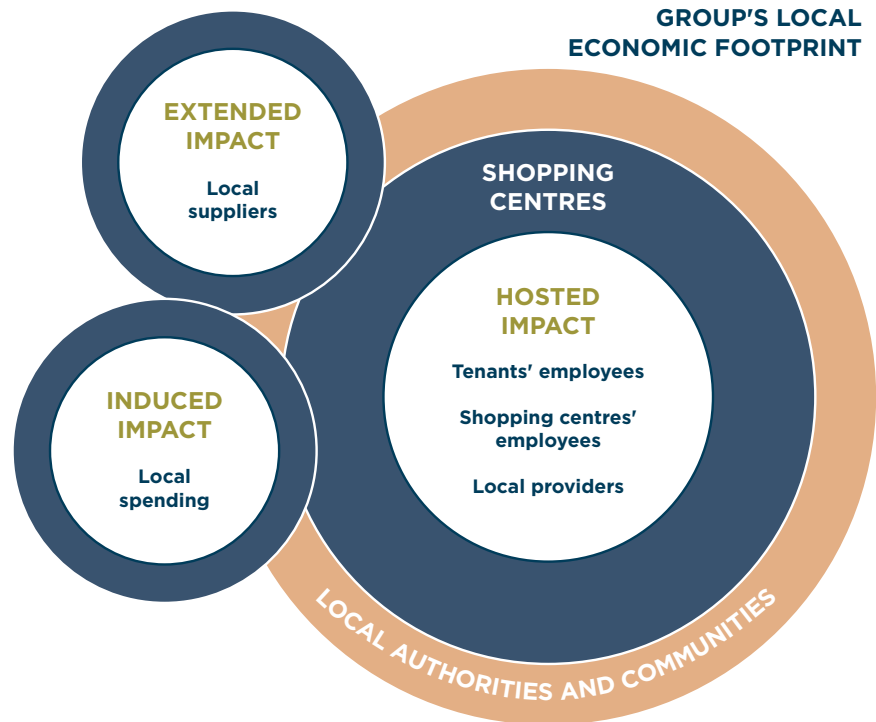 GROUP'S LOCAL
ECONOMIC FOOTPRINT
EXTENDED
IMPACT
Local
suppliers
SHOPPING
CENTRES
HOSTED
IMPACT
Tenants' employees
Shopping centres'
employees
Local providers
INDUCED
IMPACT
Local
spending
LOCAL AUTHORITIES AND COMMUNITIES